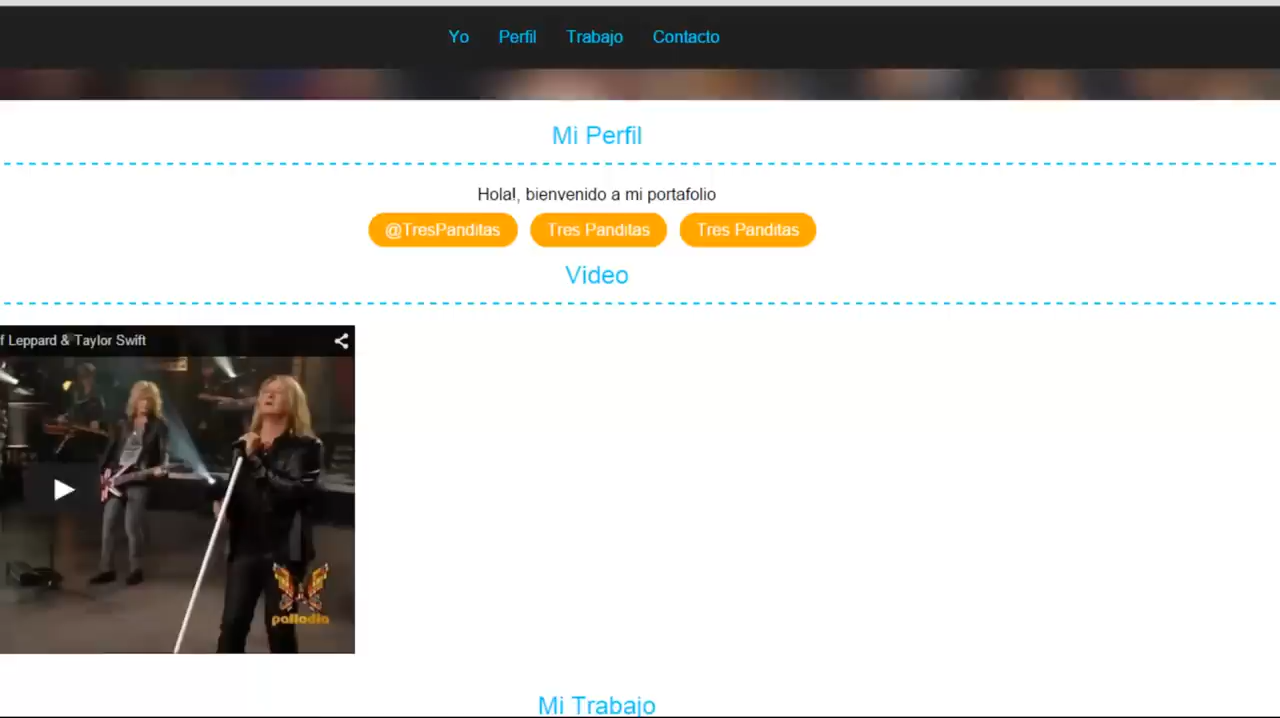 Yo Perfil Trabajo Contacto
Mi Perfil
Hola!, bienvenido a mi portafolio
@TresPanditas Tres Panditas Tres Panditas
Video
f Leppard & Taylor Swift
palladia
Mi Trabajo